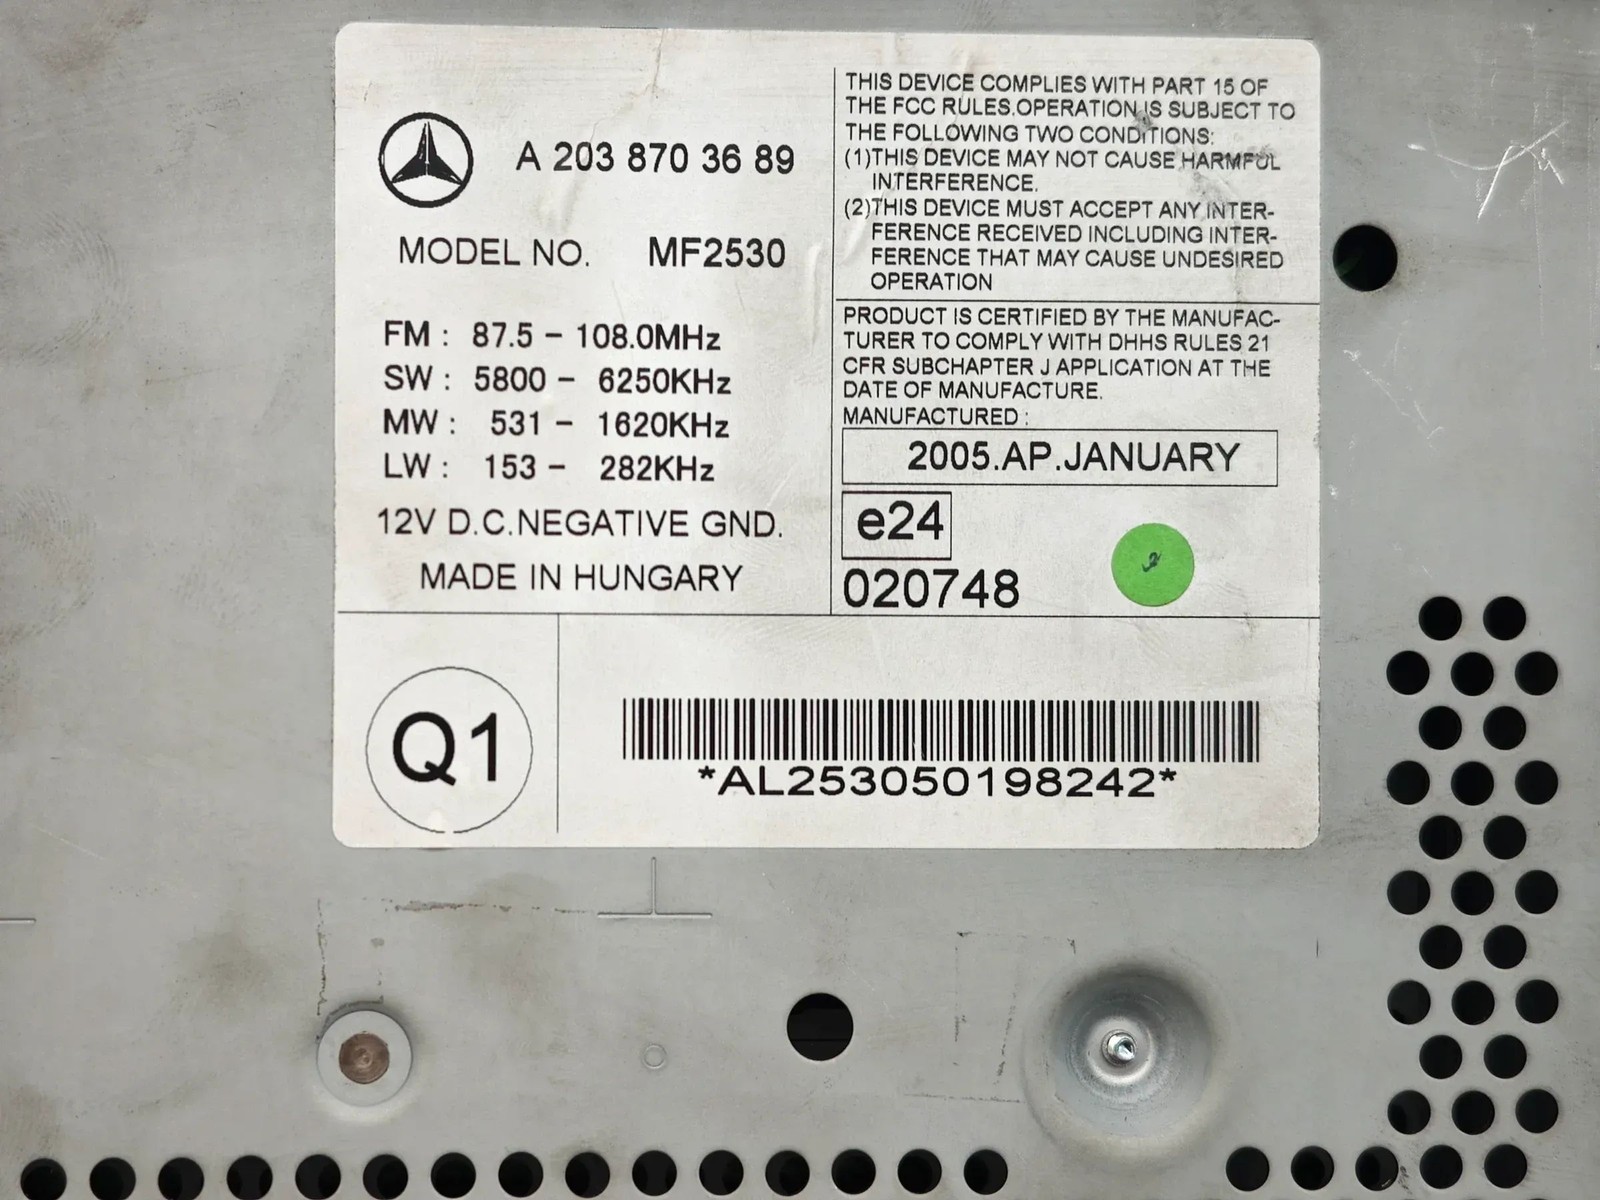 A 203 870 3689
MODEL NO. MF2530
FM : 87.5 – 108.0MHz
SW : 5800 – 6250KHz
MW : 531 – 1620KHz
LW : 153 – 282KHz
12V D.C.NEGATIVE GND.
MADE IN HUNGARY
THIS DEVICE COMPLIES WITH PART 15 OF
THE FCC RULES.OPERATION IS SUBJECT TO
THE FOLLOWING TWO CONDITIONS:
(1)THIS DEVICE MAY NOT CAUSE HARMFUL
INTERFERENCE.
(2)THIS DEVICE MUST ACCEPT ANY INTER-
FERENCE RECEIVED INCLUDING INTER-
FERENCE THAT MAY CAUSE UNDESIRED
OPERATION
PRODUCT IS CERTIFIED BY THE MANUFAC-
TURER TO COMPLY WITH DHHS RULES 21
CFR SUBCHAPTER J APPLICATION AT THE
DATE OF MANUFACTURE.
MANUFACTURED :
2005.AP.JANUARY
e24
020748
Q1
*AL253050198242*